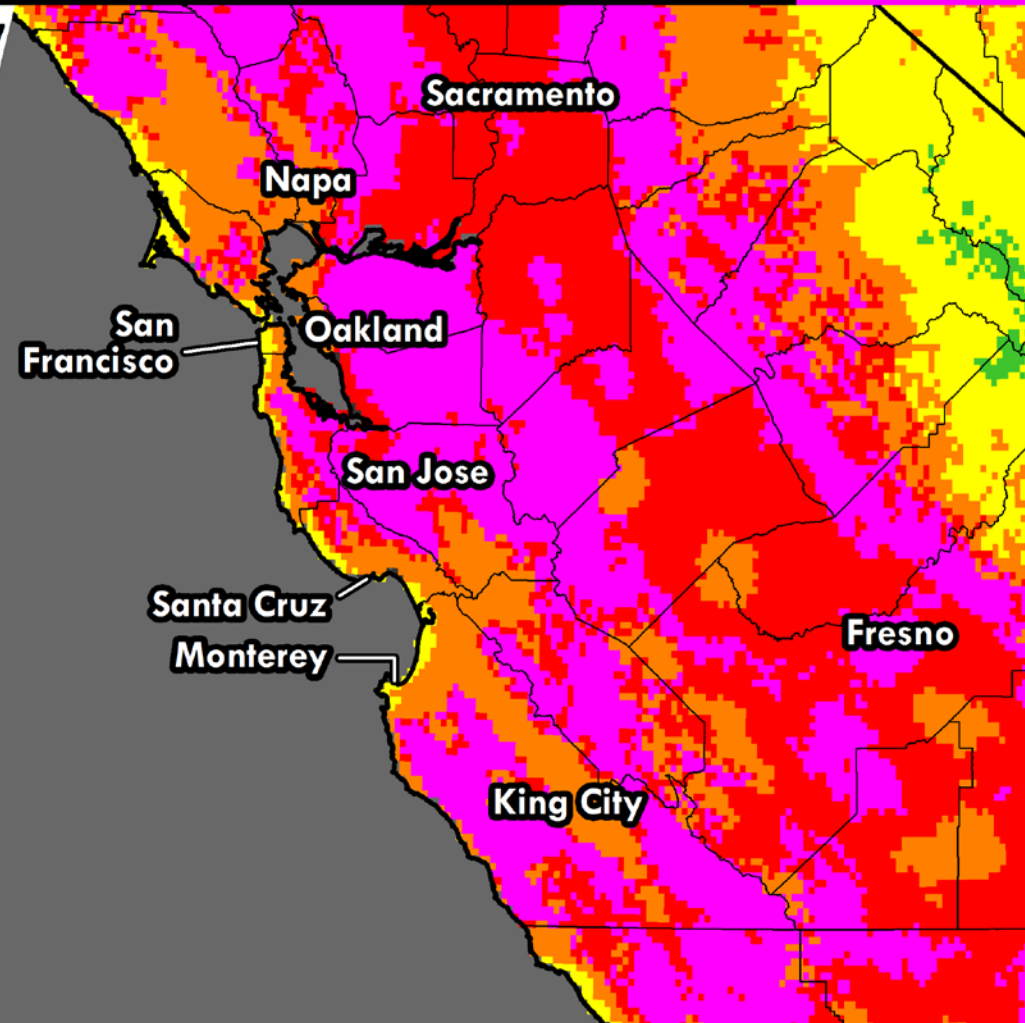 Sacramento
Napa
San
Francisco
Oakland
San Jose
Santa Cruz
Monterey
Fresno
King City